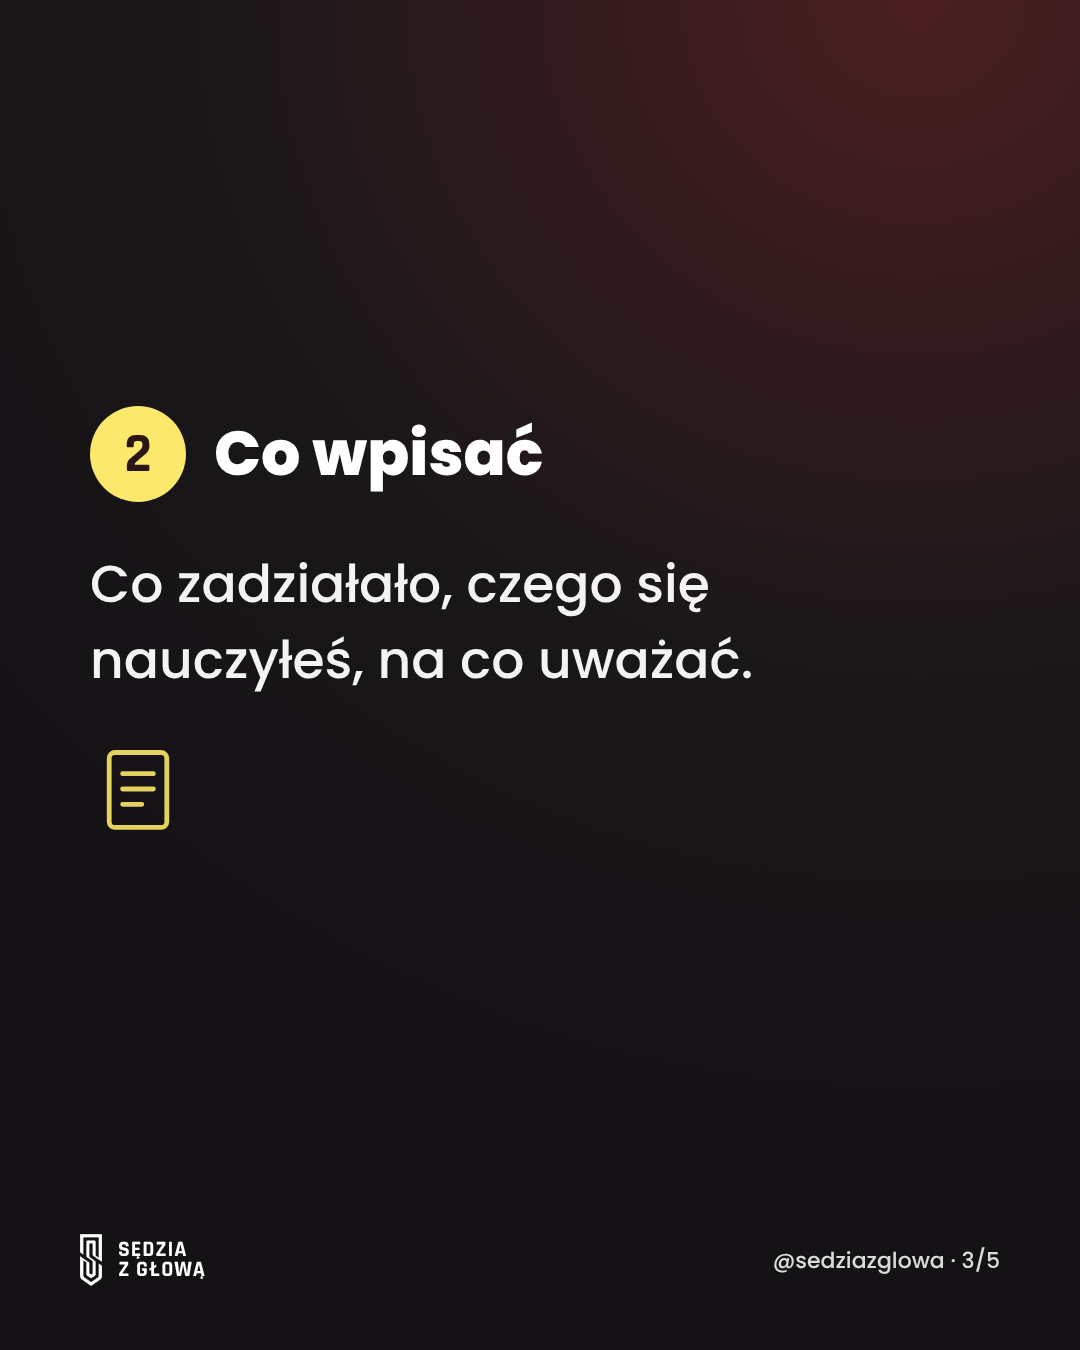 2 Co wpisać
Co zadziałało, czego się
nauczyłeś, na co uważać.
SĘDZIA
Z GŁOWĄ
@sedziazglowa · 3/5